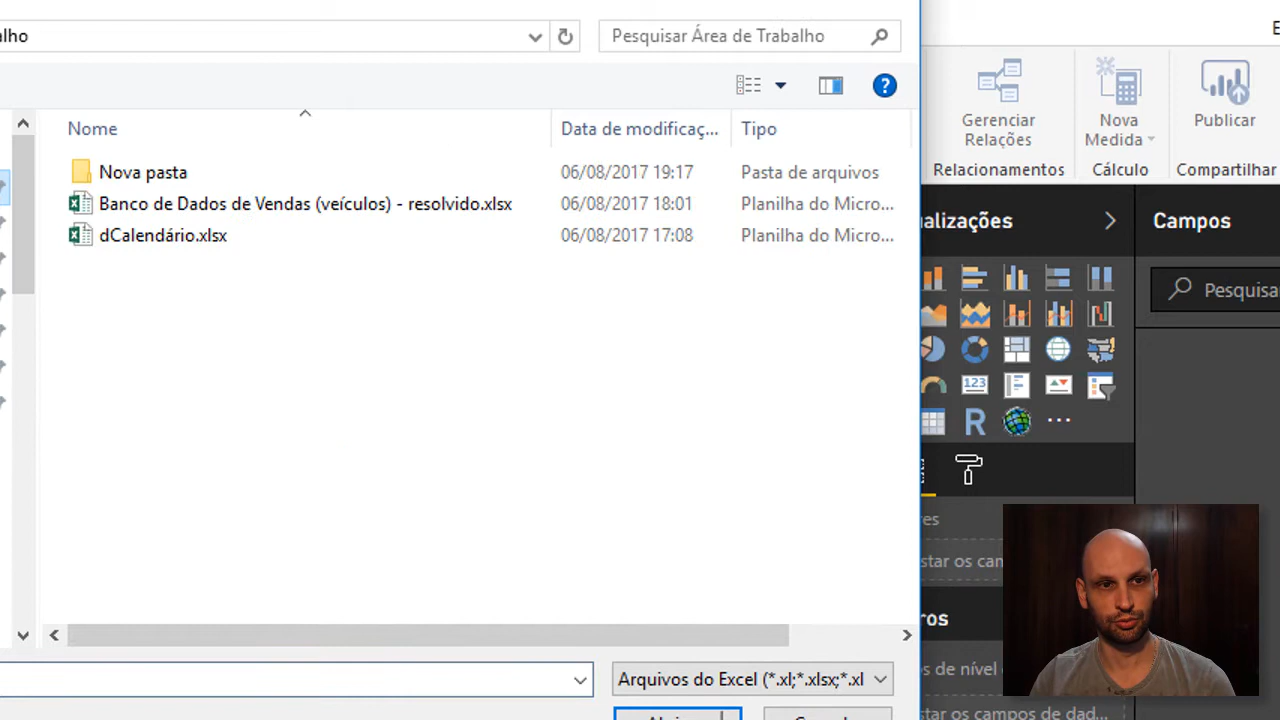 alho
Pesquisar Área de Trabalho
E
Gerenciar
Relações
Nova
Medida
Publicar
Relacionamentos
Cálculo
Compartilhar
Nome
Data de modificaç...
Tipo
Nova pasta
06/08/2017 19:17
Pasta de arquivos
Banco de Dados de Vendas (veículos) - resolvido.xlsx
06/08/2017 18:01
Planilha do Micro...
dCalendário.xlsx
06/08/2017 17:08
Planilha do Micro...
alizações
Campos
Pesquisa
123
R
res
star os can
ros
os de nível
star os campos de dad...
Arquivos do Excel (*.xl;*.xlsx;*.xl